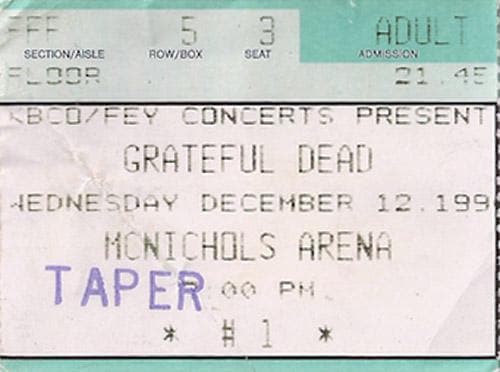 FFF 5 3 ADULT
SECTION/AISLE ROW/BOX SEAT ADMISSION
FLOOR 21.45
KBCO/FEY CONCERTS PRESENT
GRATEFUL DEAD
WEDNESDAY DECEMBER 12.199
MCNICHOLS ARENA
TAPER :00 PM
* #1 *